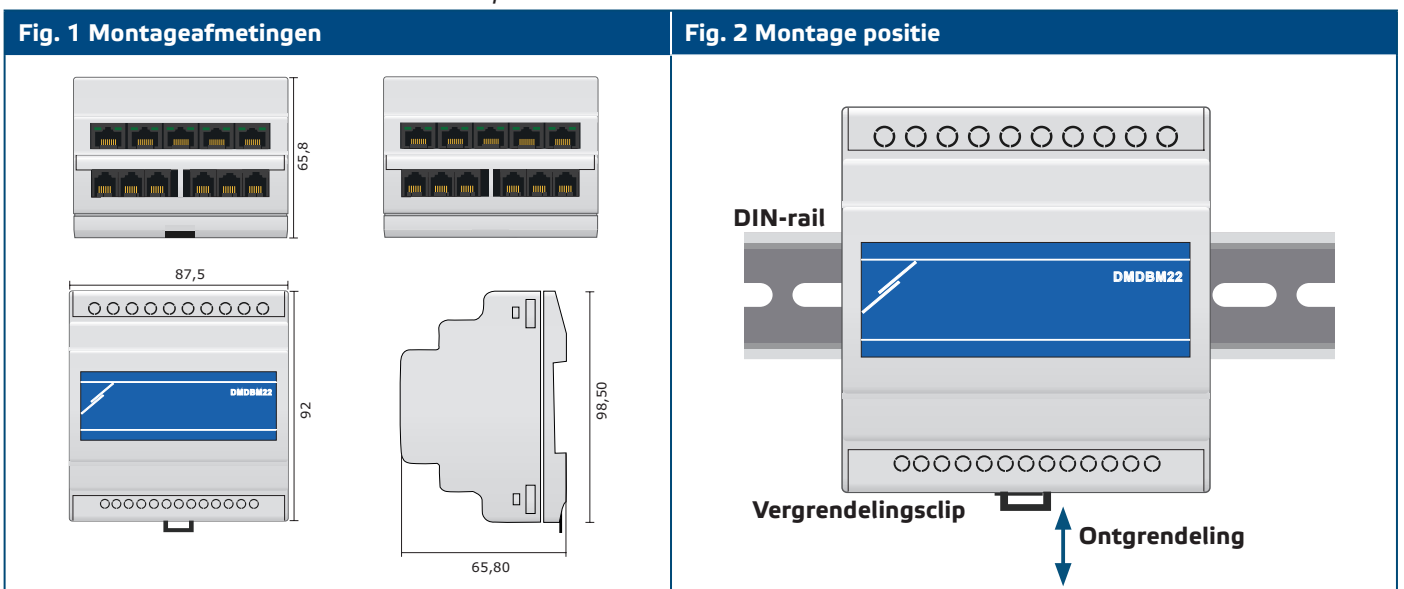 Fig. 1 Montageafmetingen
Fig. 2 Montage positie
65,8
87,5
DMDBM22
92
98,50
65,80
DIN-rail
DMDBM22
Vergrendelingsclip
Ontgrendeling